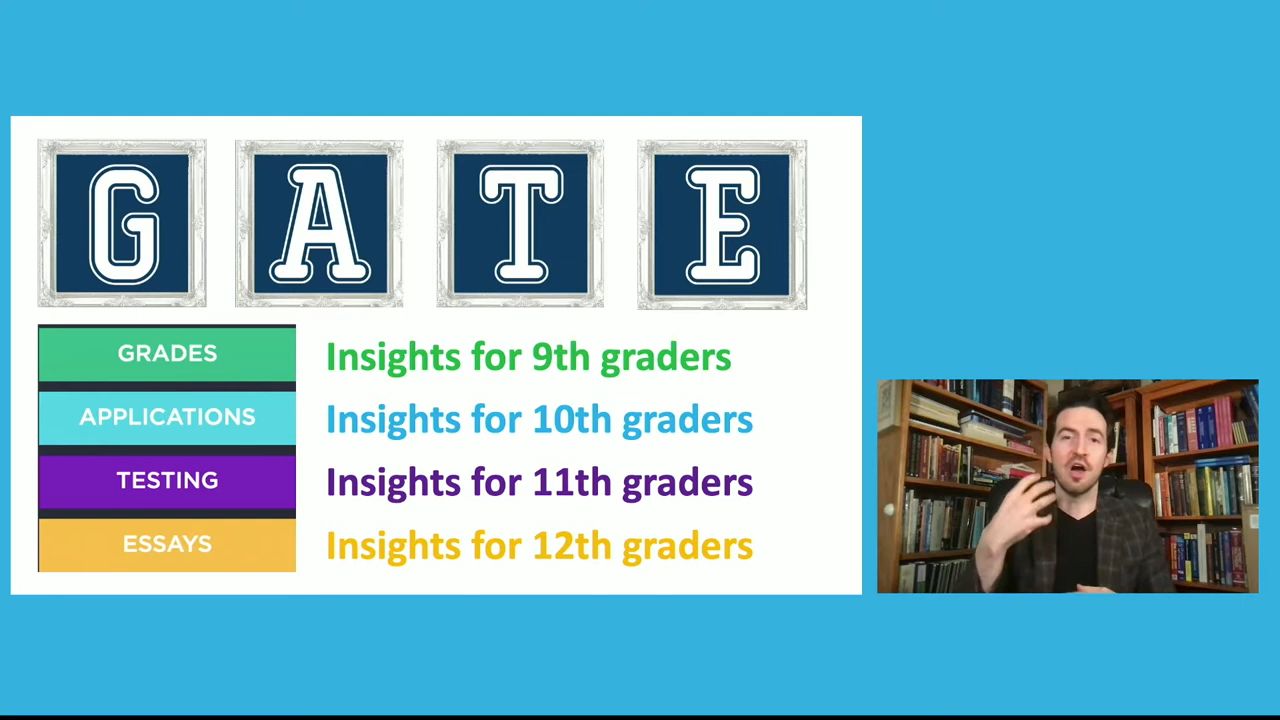 G A T E
GRADES Insights for 9th graders
APPLICATIONS Insights for 10th graders
TESTING Insights for 11th graders
ESSAYS Insights for 12th graders